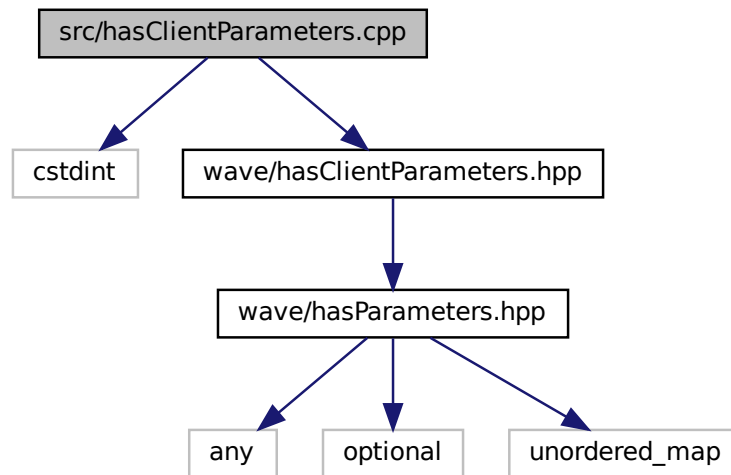 src/hasClientParameters.cpp
cstdint
wave/hasClientParameters.hpp
wave/hasParameters.hpp
any
optional
unordered_map